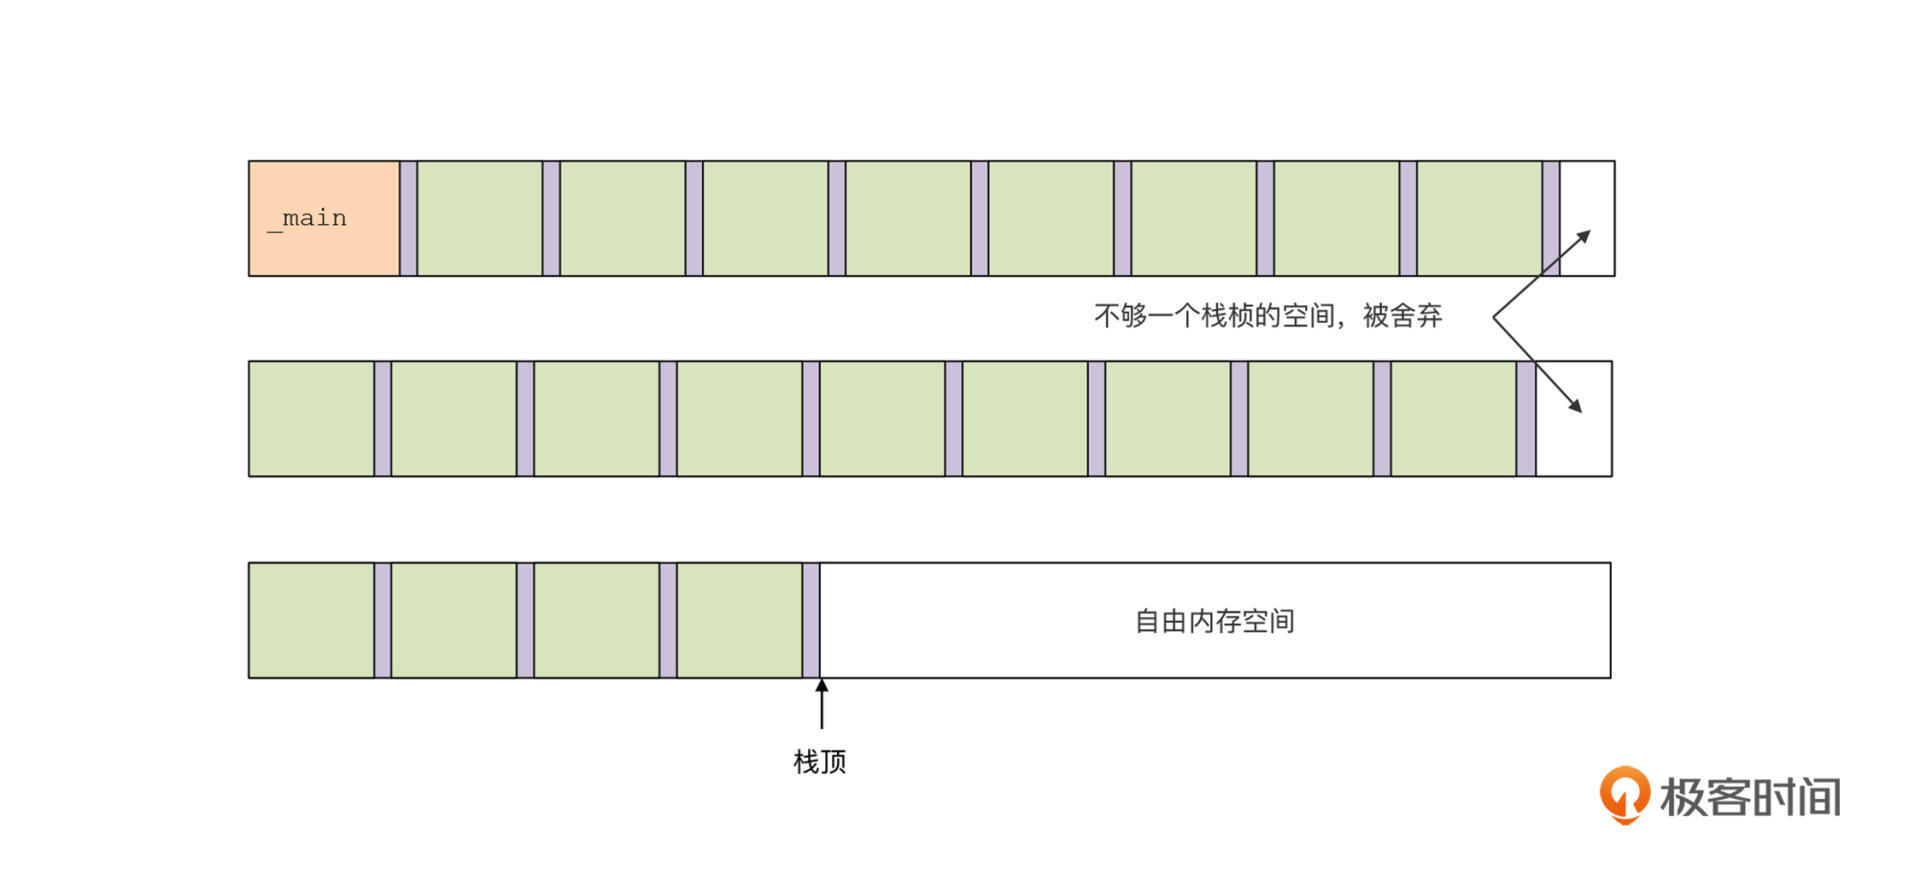 _main
不够一个栈桢的空间，被舍弃
自由内存空间
栈顶
极客时间